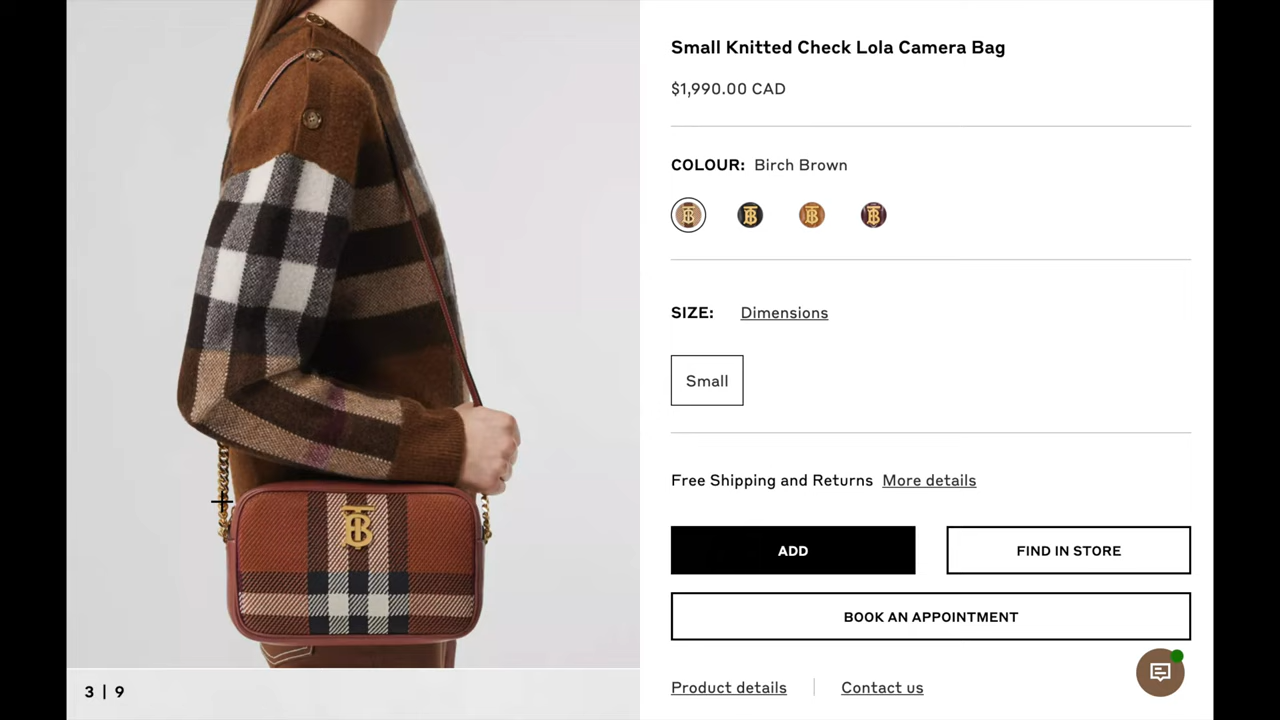 Small Knitted Check Lola Camera Bag
$1,990.00 CAD
COLOUR: Birch Brown
SIZE: Dimensions
Small
Free Shipping and Returns More details
ADD
FIND IN STORE
BOOK AN APPOINTMENT
Product details
Contact us
3 | 9